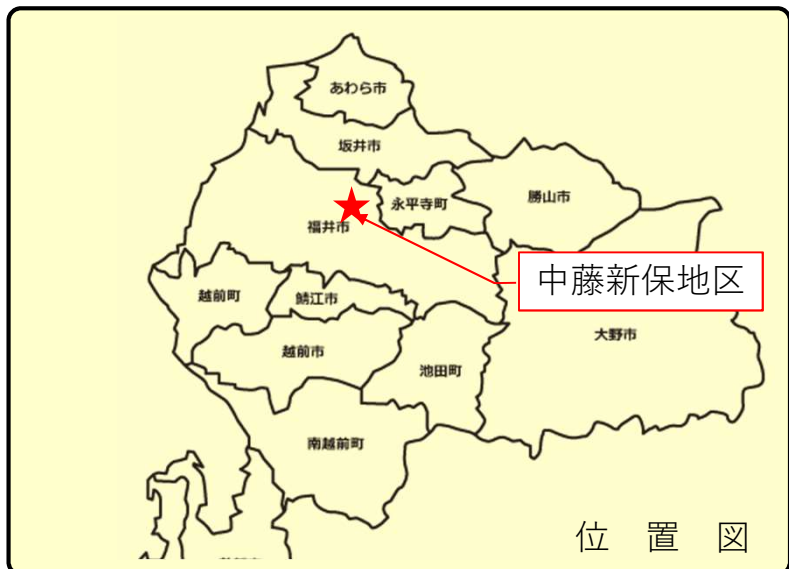 あわら市
坂井市
勝山市
永平寺町
福井市
中藤新保地区
越前町
鯖江市
大野市
越前市
池田町
南越前町
位 置 図